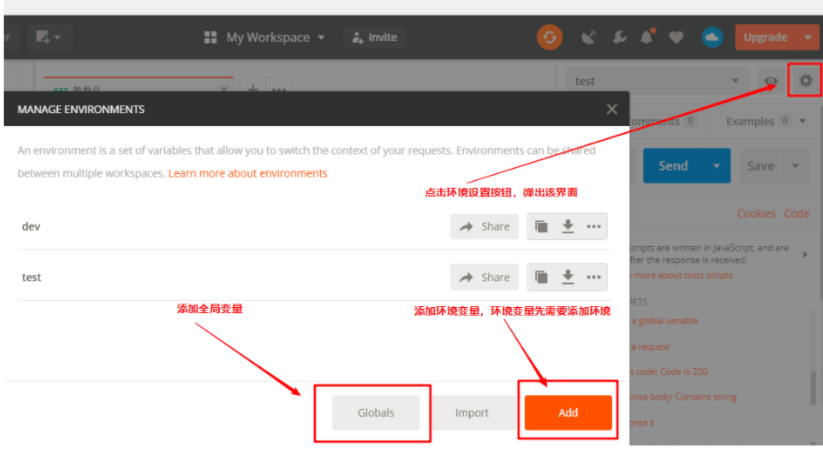 My Workspace
Invite
Upgrade
GET 参数化
test
MANAGE ENVIRONMENTS
omments 0
Examples 0
An environment is a set of variables that allow you to switch the context of your requests. Environments can be shared
between multiple workspaces. Learn more about environments
Send
Save
点击环境设置按钮，弹出该界面
Cookies Code
dev
Share
cripts are written in JavaScript, and are
fter the response is received.
more about tests scripts
test
Share
PETS
添加全局变量
添加环境变量，环境变量先需要添加环境
a global variable
a request
s code: Code is 200
onse body: Contains string
Globals
Import
Add